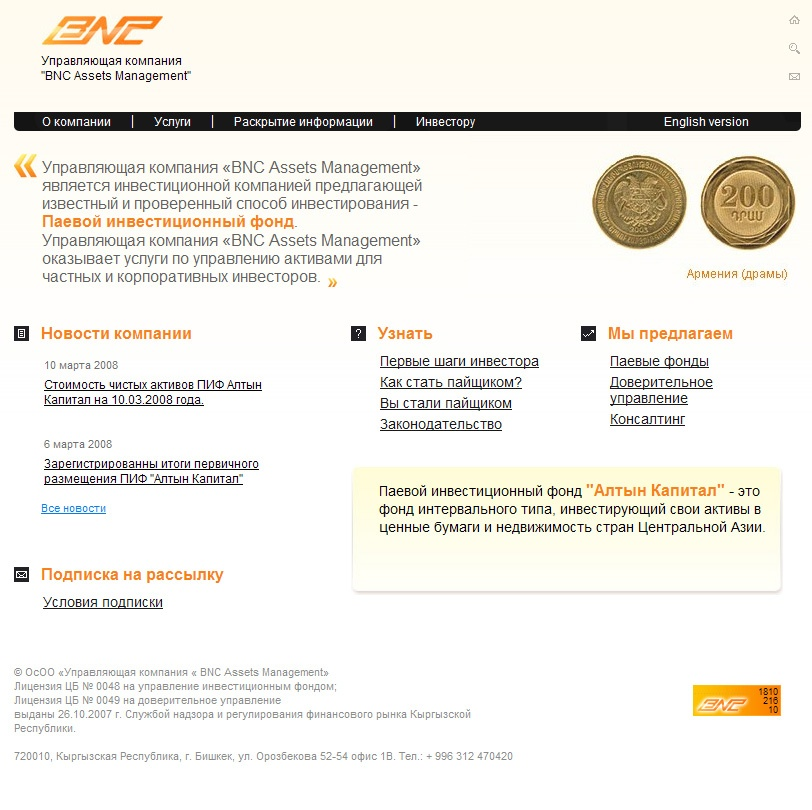 BNC
Управляющая компания
"BNC Assets Management"
О компании | Услуги | Раскрытие информации | Инвестору English version
Управляющая компания «BNC Assets Management»
является инвестиционной компанией предлагающей
известный и проверенный способ инвестирования -
Паевой инвестиционный фонд.
Управляющая компания «BNC Assets Management»
оказывает услуги по управлению активами для
частных и корпоративных инвесторов.
2003
200
ԴՐԱՄ
Армения (драмы)
Новости компании
10 марта 2008
Стоимость чистых активов ПИФ Алтын
Капитал на 10.03.2008 года.
6 марта 2008
Зарегистрированны итоги первичного
размещения ПИФ "Алтын Капитал"
Все новости
Узнать
Первые шаги инвестора
Как стать пайщиком?
Вы стали пайщиком
Законодательство
Мы предлагаем
Паевые фонды
Доверительное
управление
Консалтинг
Паевой инвестиционный фонд "Алтын Капитал" - это
фонд интервального типа, инвестирующий свои активы в
ценные бумаги и недвижимость стран Центральной Азии.
Подписка на рассылку
Условия подписки
© ОсОО «Управляющая компания « BNC Assets Management»
Лицензия ЦБ № 0048 на управление инвестиционным фондом;
Лицензия ЦБ № 0049 на доверительное управление
выданы 26.10.2007 г. Службой надзора и регулирования финансового рынка Кыргызской
Республики.
720010, Кыргызская Республика, г. Бишкек, ул. Орозбекова 52-54 офис 1В. Тел.: + 996 312 470420
BNC
1810
216
10